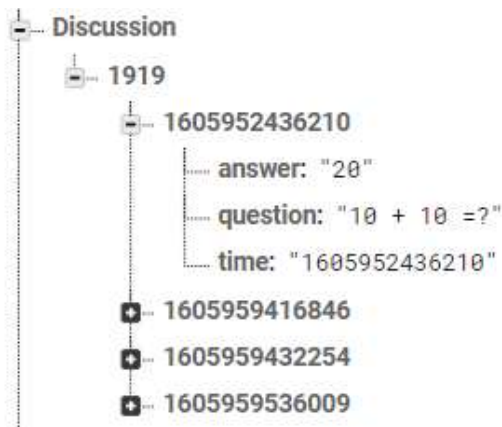 Discussion
1919
1605952436210
answer: "20"
question: "10 + 10 =?"
time: "1605952436210"
1605959416846
1605959432254
1605959536009